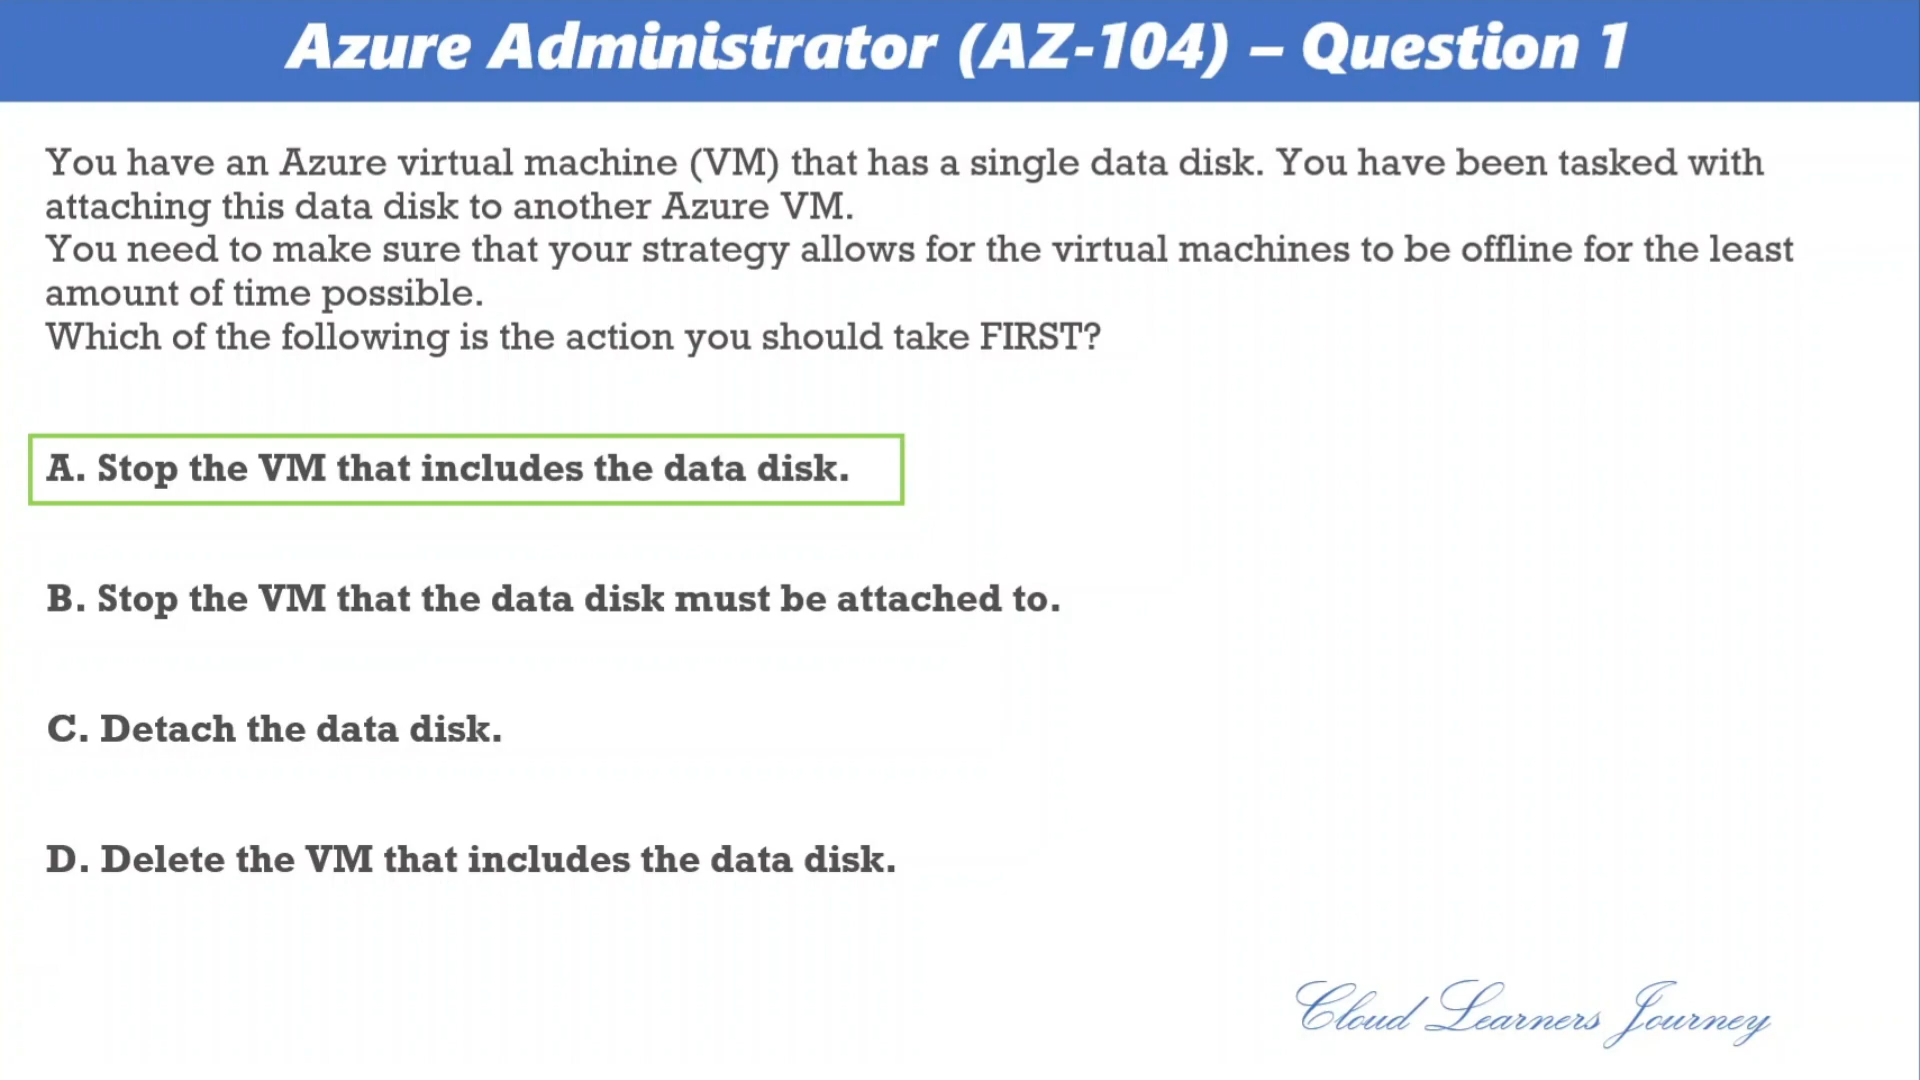 Azure Administrator (AZ-104) – Question 1
You have an Azure virtual machine (VM) that has a single data disk. You have been tasked with
attaching this data disk to another Azure VM.
You need to make sure that your strategy allows for the virtual machines to be offline for the least
amount of time possible.
Which of the following is the action you should take FIRST?
A. Stop the VM that includes the data disk.
B. Stop the VM that the data disk must be attached to.
C. Detach the data disk.
D. Delete the VM that includes the data disk.
Cloud Learners Journey